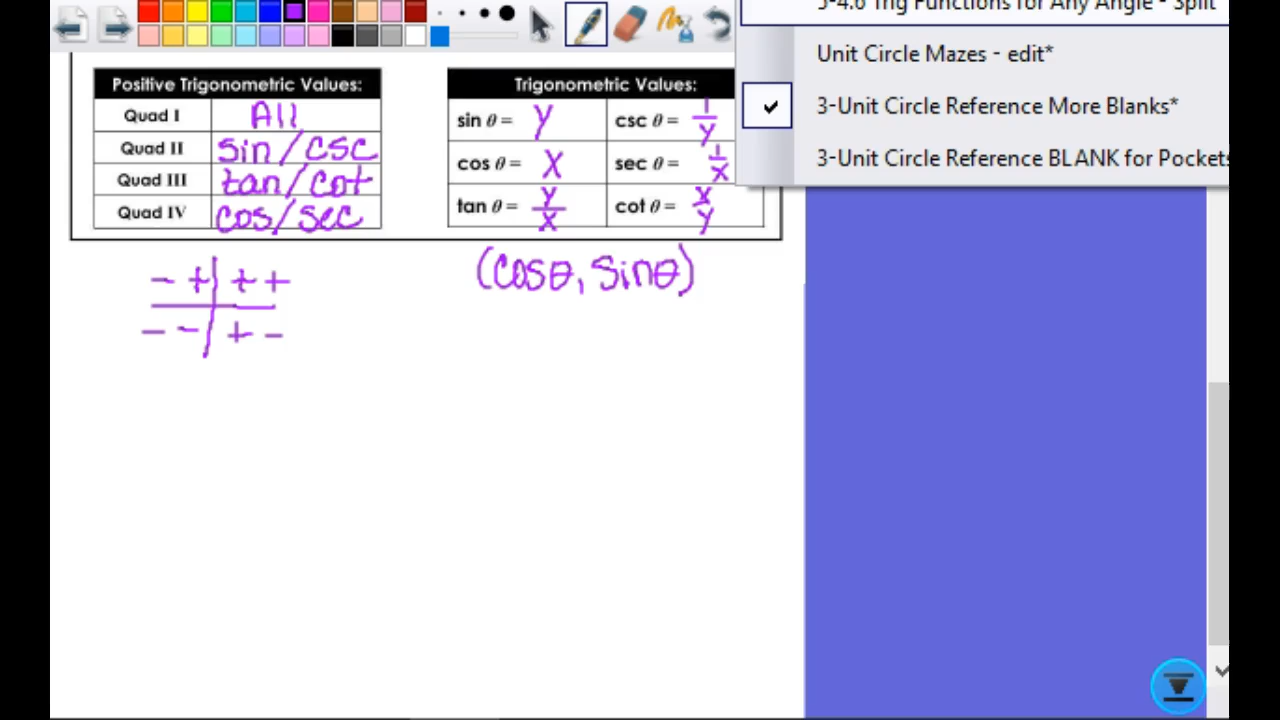 5-4.6 Trig Functions for Any Angle - Split
Unit Circle Mazes - edit*
3-Unit Circle Reference More Blanks*
3-Unit Circle Reference BLANK for Pockets
Positive Trigonometric Values:
Quad I All
Quad II sin/csc
Quad III tan/cot
Quad IV cos/sec
Trigonometric Values:
sin θ = y csc θ = 1/y
cos θ = x sec θ = 1/x
tan θ = y/x cot θ = x/y
(cosθ, sinθ)
- + | + +
- - | + -